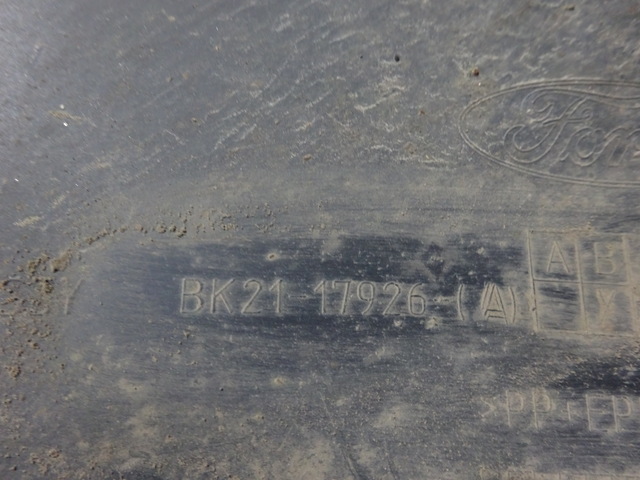 Ford
A B
BK21-17926-(A) X
>PP+EP